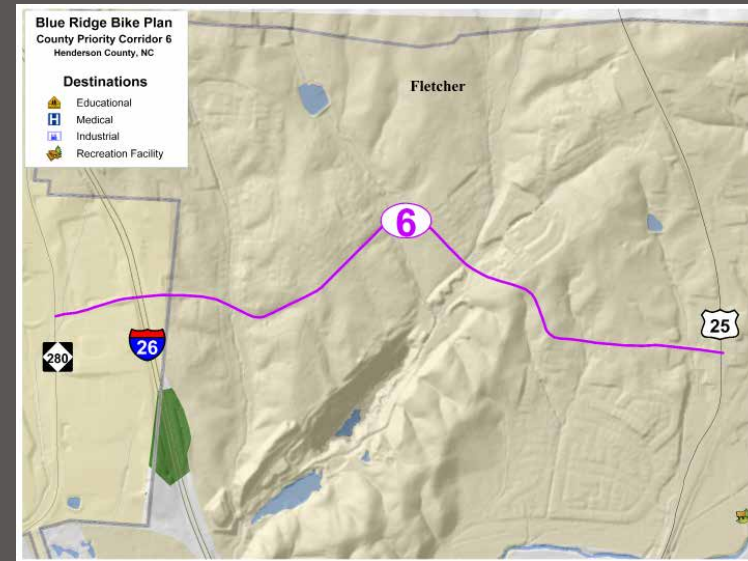 Blue Ridge Bike Plan
County Priority Corridor 6
Henderson County, NC
Destinations
Educational
H Medical
Industrial
Recreation Facility
Fletcher
6
280
26
25